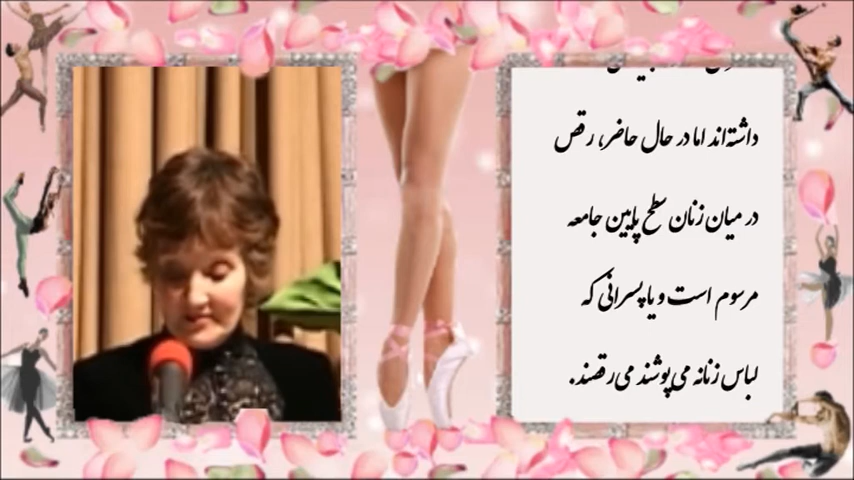 داشته‌اند اما در حال حاضر، رقص
در میان زنان سطح پایین جامعه
مرسوم است و یا پسرانی که
لباس زنانه می‌پوشند می‌رقصند.